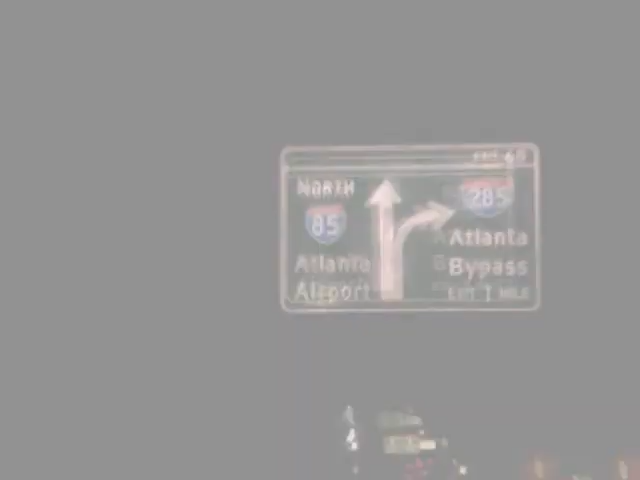 NORTH
85
Atlanta
Airport
285
Atlanta
Bypass
EXIT 1 MILE